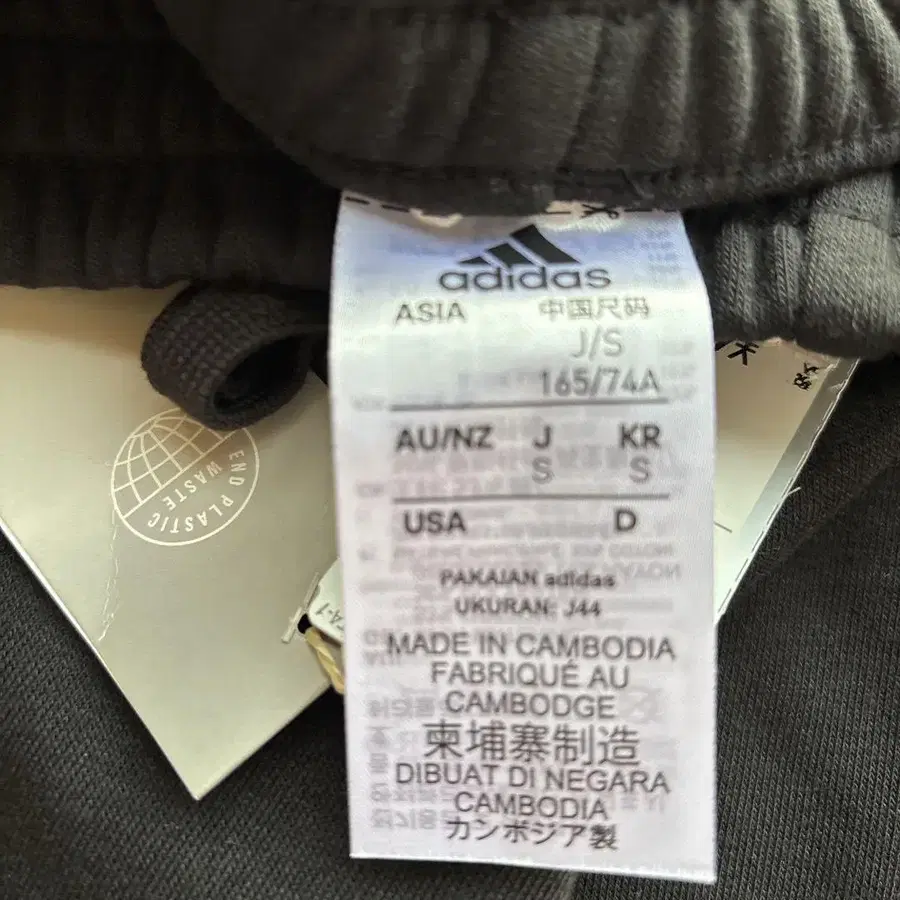 adidas
ASIA 中国尺码
J/S
165/74A
AU/NZ J KR
S S
USA D
PAKAIAN adidas
UKURAN: J44
MADE IN CAMBODIA
FABRIQUÉ AU
CAMBODGE
柬埔寨制造
DIBUAT DI NEGARA
CAMBODIA
カンボジア製
END PLASTIC
WASTE